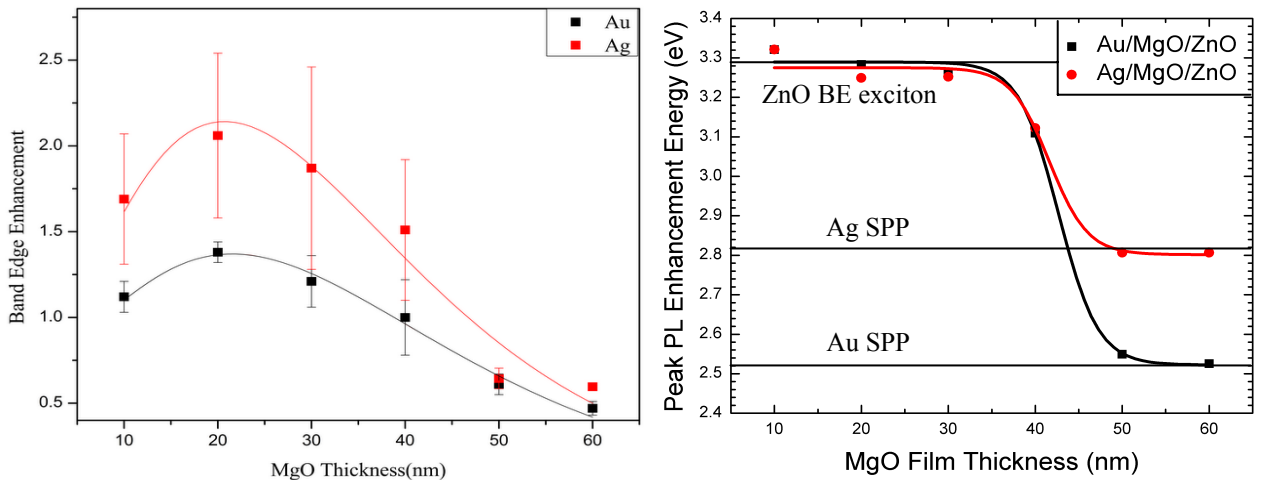 Au
Ag
2.5
2.0
1.5
1.0
0.5
Band Edge Enhancement
10 20 30 40 50 60
MgO Thickness(nm)
3.4
3.3
3.2
3.1
3.0
2.9
2.8
2.7
2.6
2.5
2.4
Peak PL Enhancement Energy (eV)
Au/MgO/ZnO
Ag/MgO/ZnO
ZnO BE exciton
Ag SPP
Au SPP
10 20 30 40 50 60
MgO Film Thickness (nm)